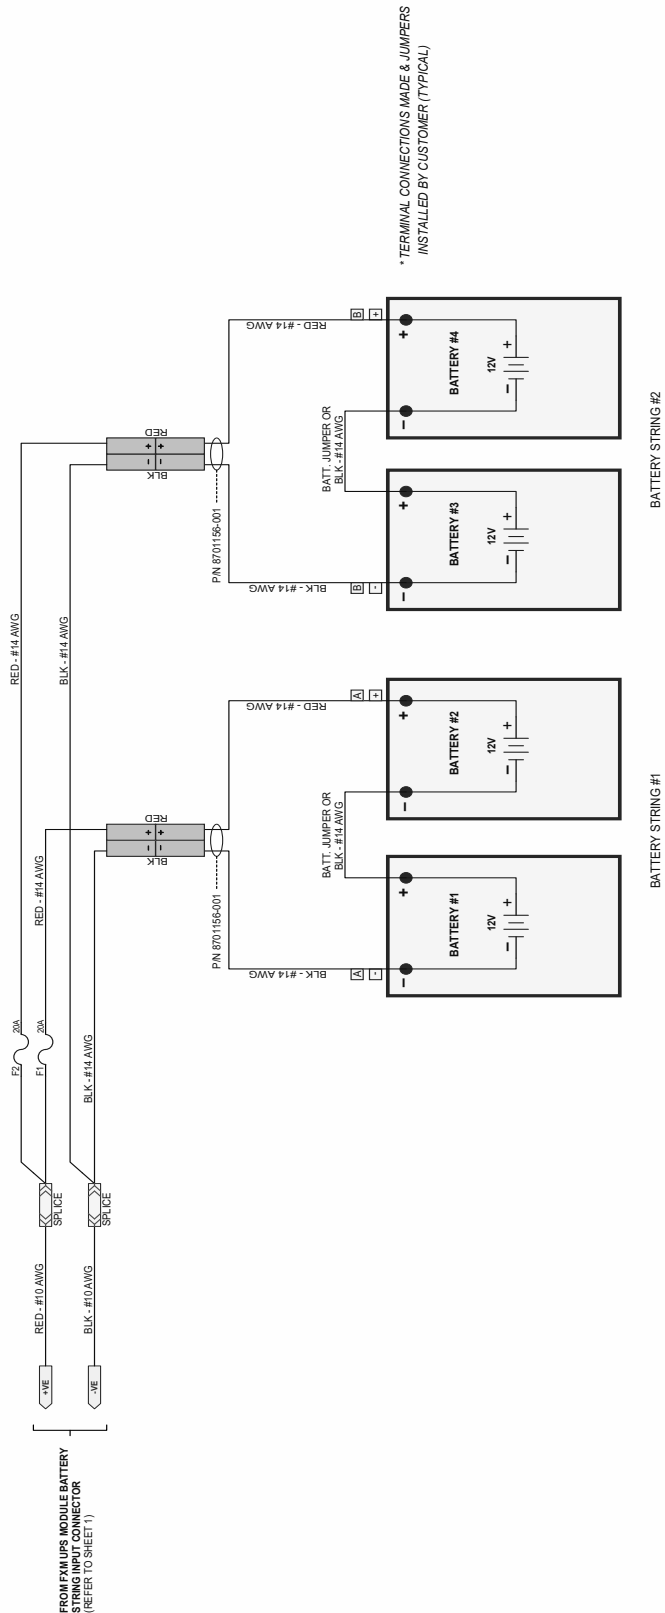 FROM FXM UPS MODULE BATTERY
STRING INPUT CONNECTOR
(REFER TO SHEET 1)
+VE
-VE
RED - #10 AWG
BLK - #10 AWG
SPLICE
SPLICE
F2
20A
F1
20A
RED - #14 AWG
RED - #14 AWG
BLK - #14 AWG
BLK - #14 AWG
RED
+ +
- -
BLK
P/N 8701156-001
BLK - #14 AWG
RED - #14 AWG
A
-
A
+
BATT. JUMPER OR
BLK - #14 AWG
- +
BATTERY #1
12V
- +
- +
BATTERY #2
12V
- +
BATTERY STRING #1
RED
+ +
- -
BLK
P/N 8701156-001
BLK - #14 AWG
RED - #14 AWG
B
-
B
+
BATT. JUMPER OR
BLK - #14 AWG
- +
BATTERY #3
12V
- +
- +
BATTERY #4
12V
- +
BATTERY STRING #2
* TERMINAL CONNECTIONS MADE & JUMPERS
INSTALLED BY CUSTOMER (TYPICAL)